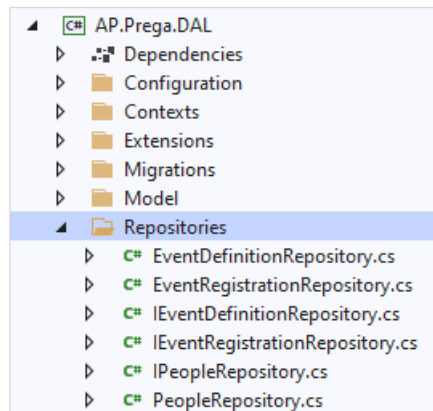 C# AP.Prega.DAL
Dependencies
Configuration
Contexts
Extensions
Migrations
Model
Repositories
C# EventDefinitionRepository.cs
C# EventRegistrationRepository.cs
C# IEventDefinitionRepository.cs
C# IEventRegistrationRepository.cs
C# IPeopleRepository.cs
C# PeopleRepository.cs